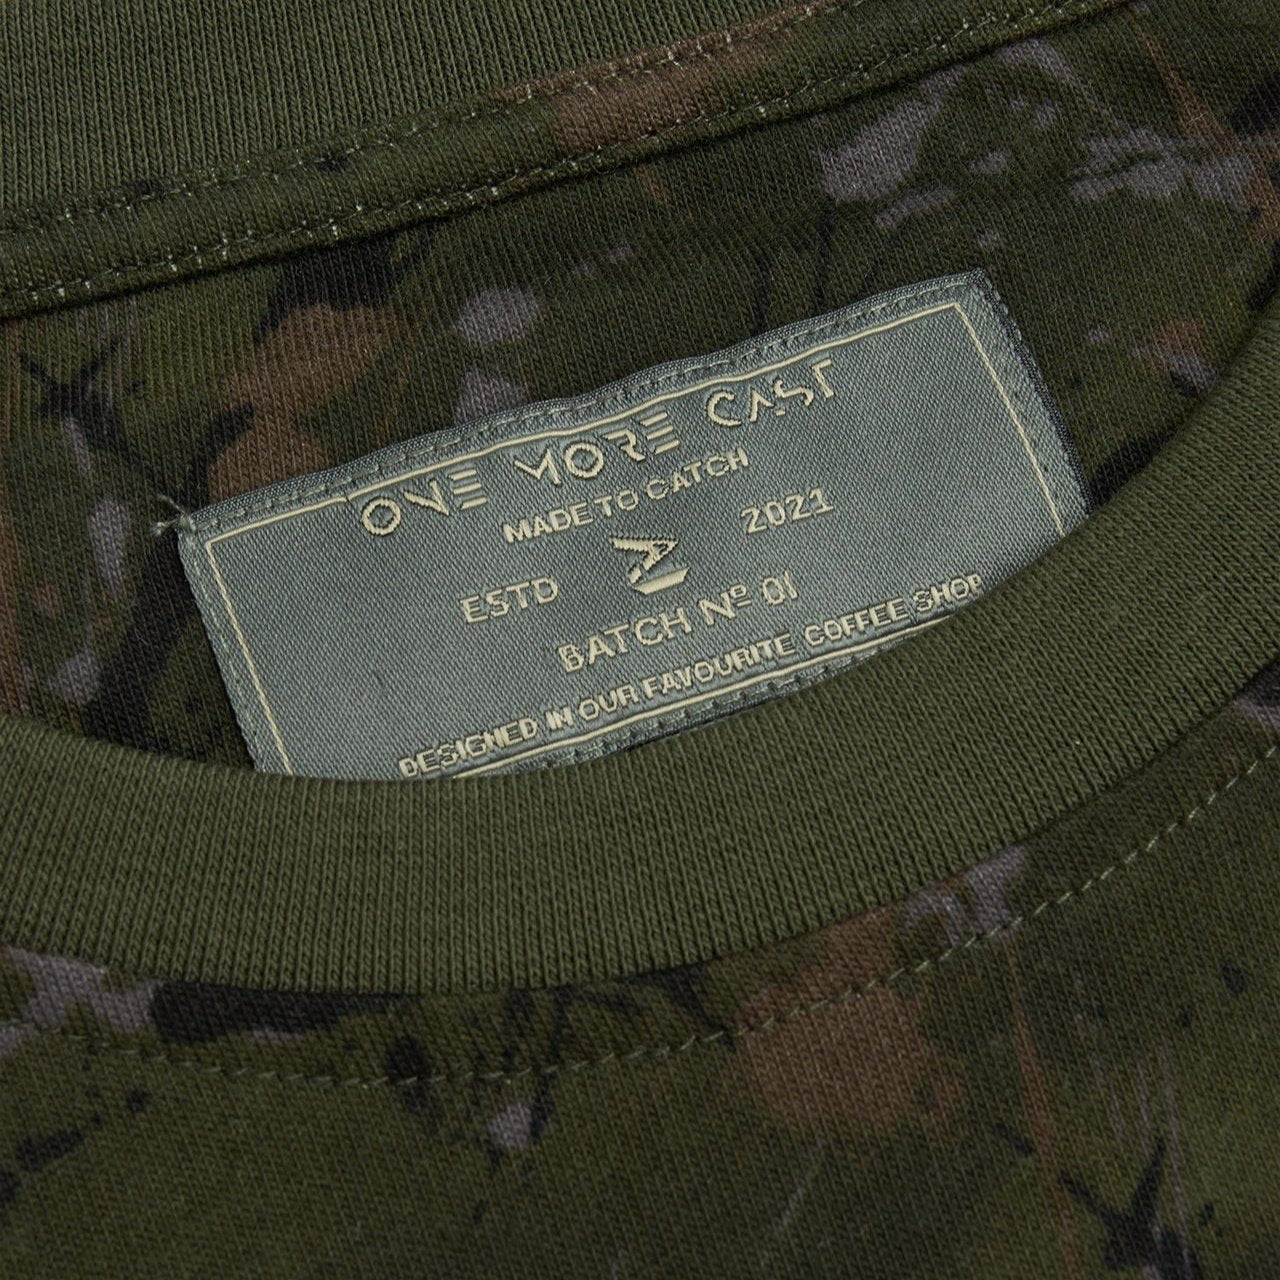 ONE MORE CAST
MADE TO CATCH
ESTD 2021
BATCH Nº 01
DESIGNED IN OUR FAVOURITE COFFEE SHOP